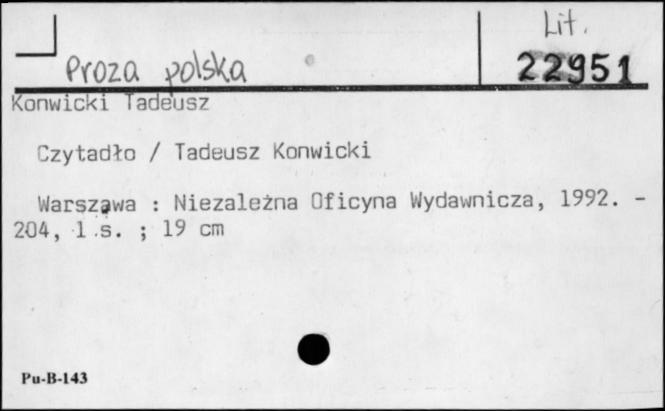 Lit.
Proza polska
22951
Konwicki Tadeusz
Czytadło / Tadeusz Konwicki
Warszawa : Niezależna Oficyna Wydawnicza, 1992. -
204, 1 s. ; 19 cm
Pu-B-143